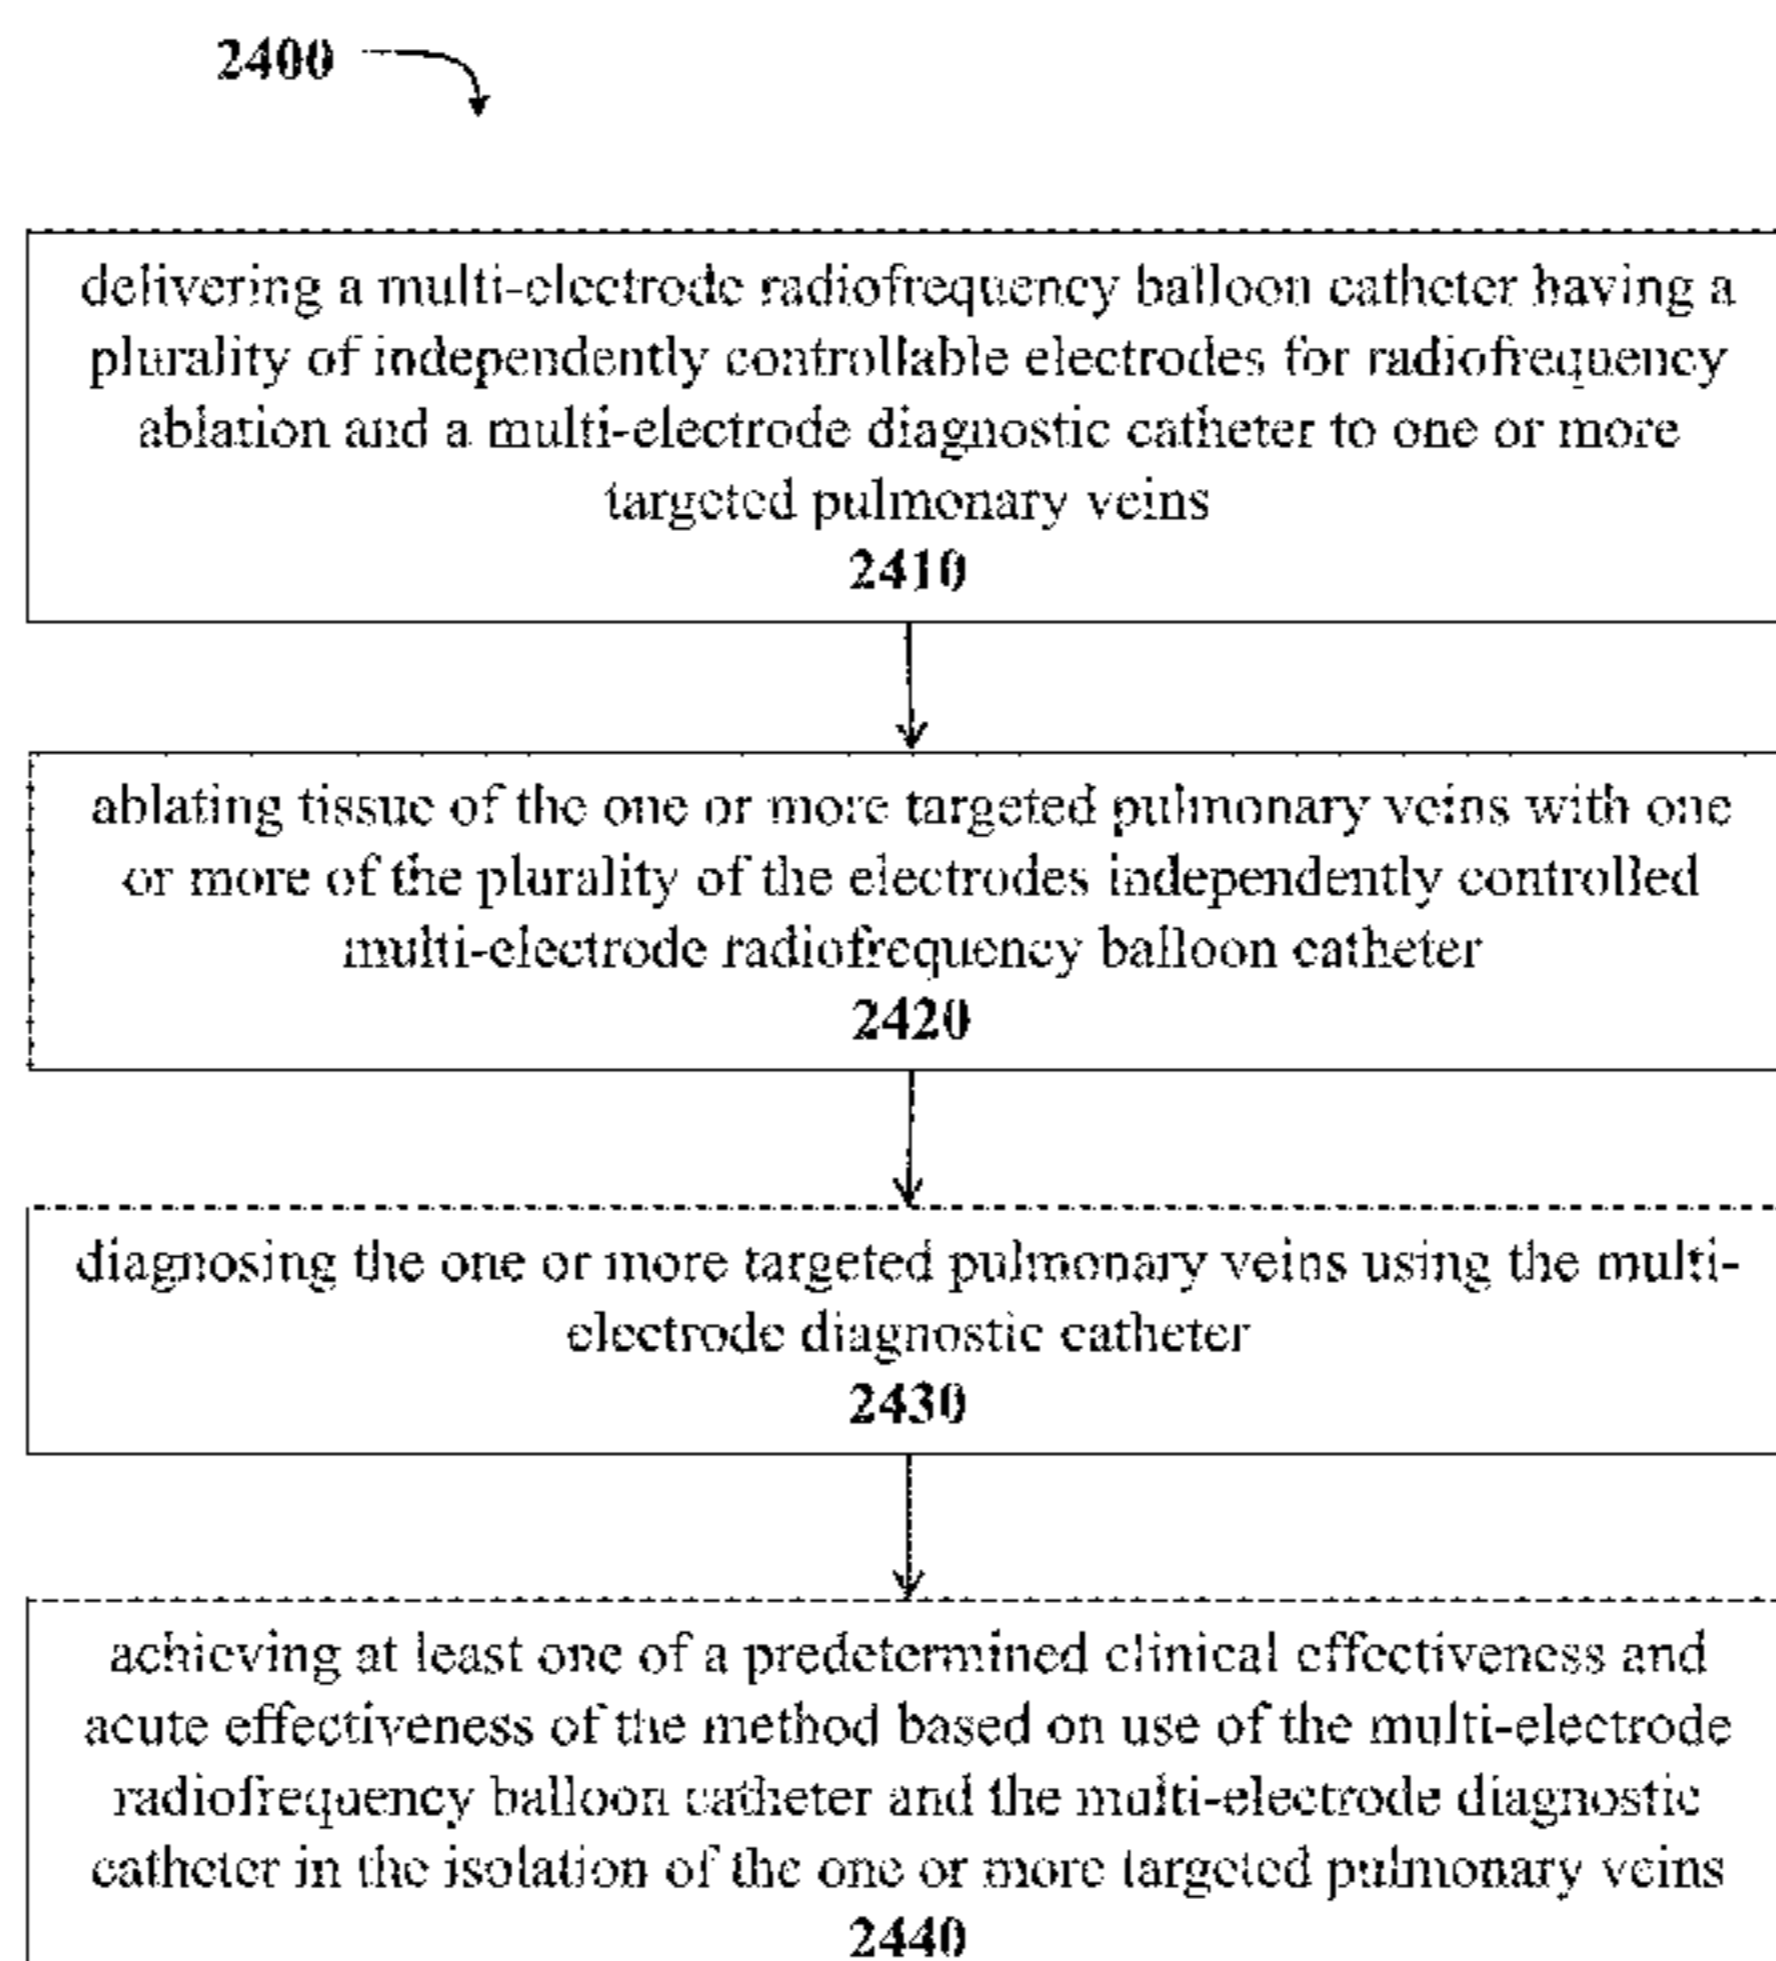 2400
delivering a multi-electrode radiofrequency balloon catheter having a
plurality of independently controllable electrodes for radiofrequency
ablation and a multi-electrode diagnostic catheter to one or more
targeted pulmonary veins
2410
ablating tissue of the one or more targeted pulmonary veins with one
or more of the plurality of the electrodes independently controlled
multi-electrode radiofrequency balloon catheter
2420
diagnosing the one or more targeted pulmonary veins using the multi-
electrode diagnostic catheter
2430
achieving at least one of a predetermined clinical effectiveness and
acute effectiveness of the method based on use of the multi-electrode
radiofrequency balloon catheter and the multi-electrode diagnostic
catheter in the isolation of the one or more targeted pulmonary veins
2440